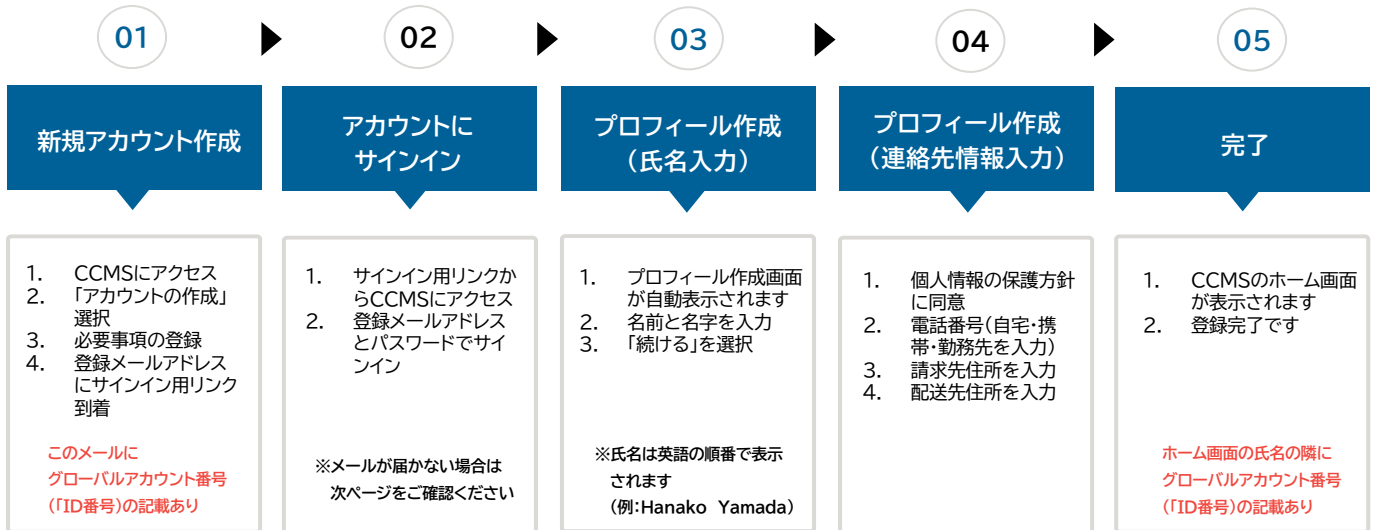 01
02
03
04
05
新規アカウント作成
アカウントに
サインイン
プロフィール作成
(氏名入力)
プロフィール作成
(連絡先情報入力)
完了
1. CCMSにアクセス
2. 「アカウントの作成」
選択
3. 必要事項の登録
4. 登録メールアドレス
にサインイン用リンク
到着
このメールに
グローバルアカウント番号
(「ID番号)の記載あり
1. サインイン用リンクか
らCCMSにアクセス
2. 登録メールアドレス
とパスワードでサイ
ンイン
※メールが届かない場合は
次ページをご確認ください
1. プロフィール作成画面
が自動表示されます
2. 名前と名字を入力
3. 「続ける」を選択
※氏名は英語の順番で表示
されます
(例:Hanako Yamada)
1. 個人情報の保護方針
に同意
2. 電話番号(自宅・携
帯・勤務先を入力)
3. 請求先住所を入力
4. 配送先住所を入力
1. CCMSのホーム画面
が表示されます
2. 登録完了です
ホーム画面の氏名の隣に
グローバルアカウント番号
(「ID番号)の記載あり